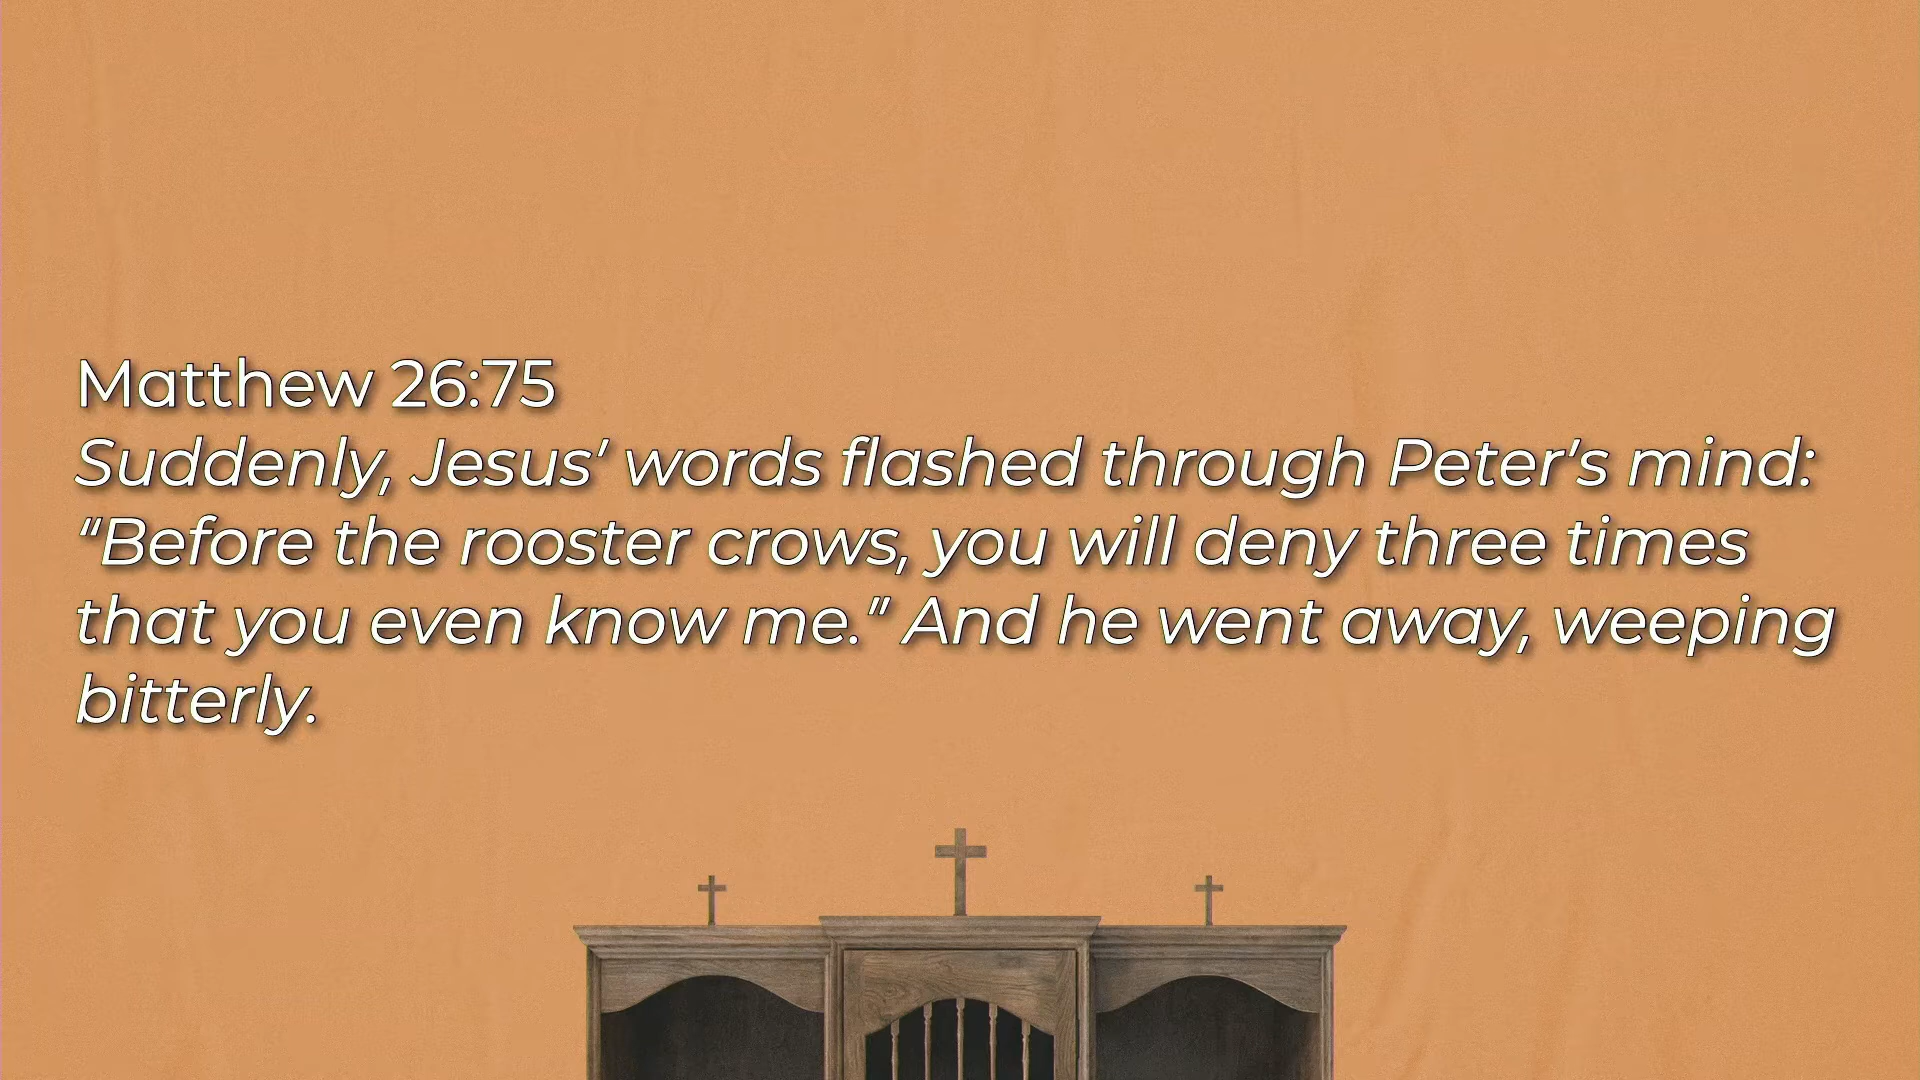 Matthew 26:75
Suddenly, Jesus’ words flashed through Peter’s mind:
“Before the rooster crows, you will deny three times
that you even know me.” And he went away, weeping
bitterly.